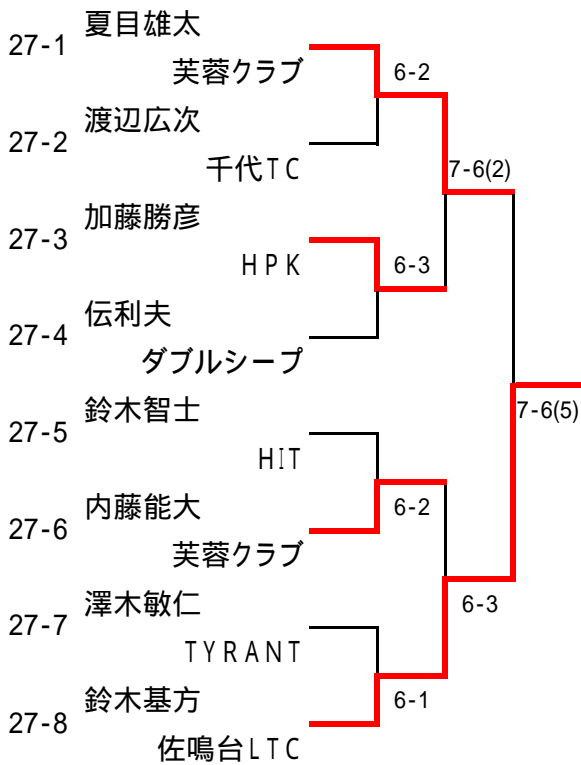 夏目雄太
27-1
芙蓉クラブ
6-2
渡辺広次
27-2
千代TC
7-6(2)
加藤勝彦
27-3
HPK
6-3
伝利夫
27-4
ダブルシープ
鈴木智士
27-5
7-6(5)
HIT
内藤能大
27-6
6-2
芙蓉クラブ
澤木敏仁
27-7
6-3
TYRANT
鈴木基方
6-1
27-8
佐鳴台LTC